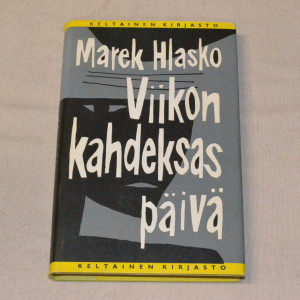 KELTAINEN KIRJASTO
Marek Hlasko
Viikon
kahdeksas
päivä
KELTAINEN KIRJASTO